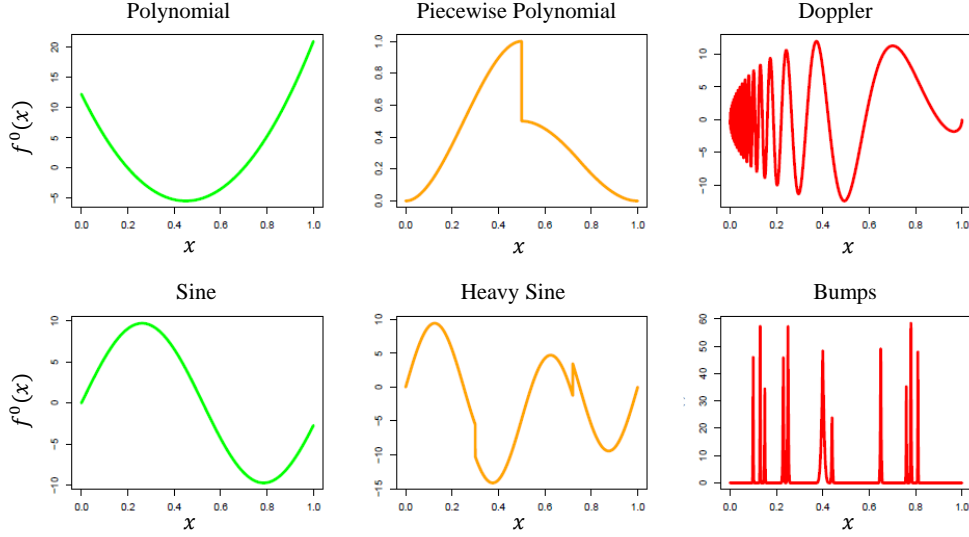 Polynomial
20
15
10
5
0
-5
f⁰(x)
0.0 0.2 0.4 0.6 0.8 1.0
x
Piecewise Polynomial
1.0
0.8
0.6
0.4
0.2
0.0
0.0 0.2 0.4 0.6 0.8 1.0
x
Doppler
10
5
0
-5
-10
0.0 0.2 0.4 0.6 0.8 1.0
x
Sine
10
5
0
-5
-10
f⁰(x)
0.0 0.2 0.4 0.6 0.8 1.0
x
Heavy Sine
10
5
0
-5
-10
-15
0.0 0.2 0.4 0.6 0.8 1.0
x
Bumps
60
50
40
30
20
10
0
0.0 0.2 0.4 0.6 0.8 1.0
x